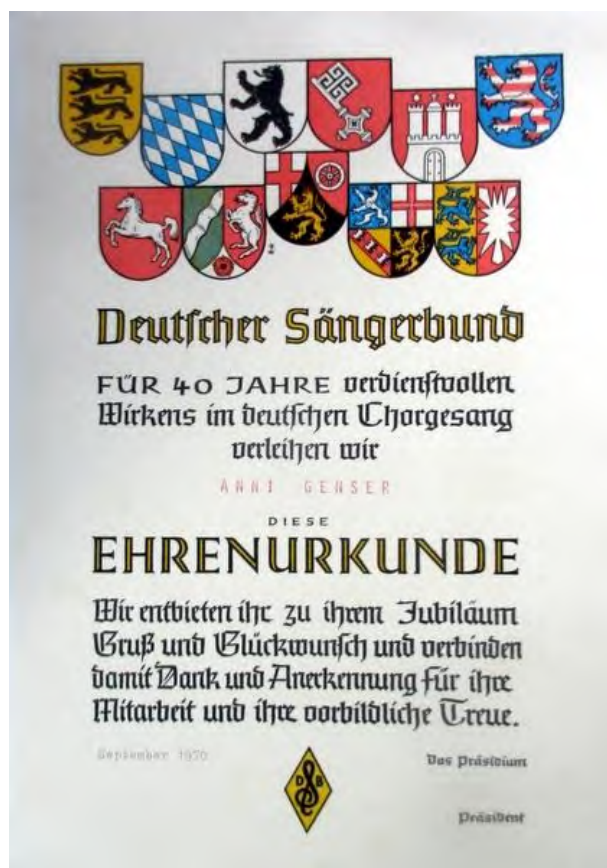 Deutscher Sängerbund
FÜR 40 JAHRE verdienstvollen
Wirkens im deutschen Chorgesang
verleihen wir
ANNI GENSER
DIESE
EHRENURKUNDE
Wir entbieten ihr zu ihrem Jubiläum
Gruß und Glückwunsch und verbinden
damit Dank und Anerkennung für ihre
Mitarbeit und ihre vorbildliche Treue.
September 1970
Das Präsidium
D S B
Präsident